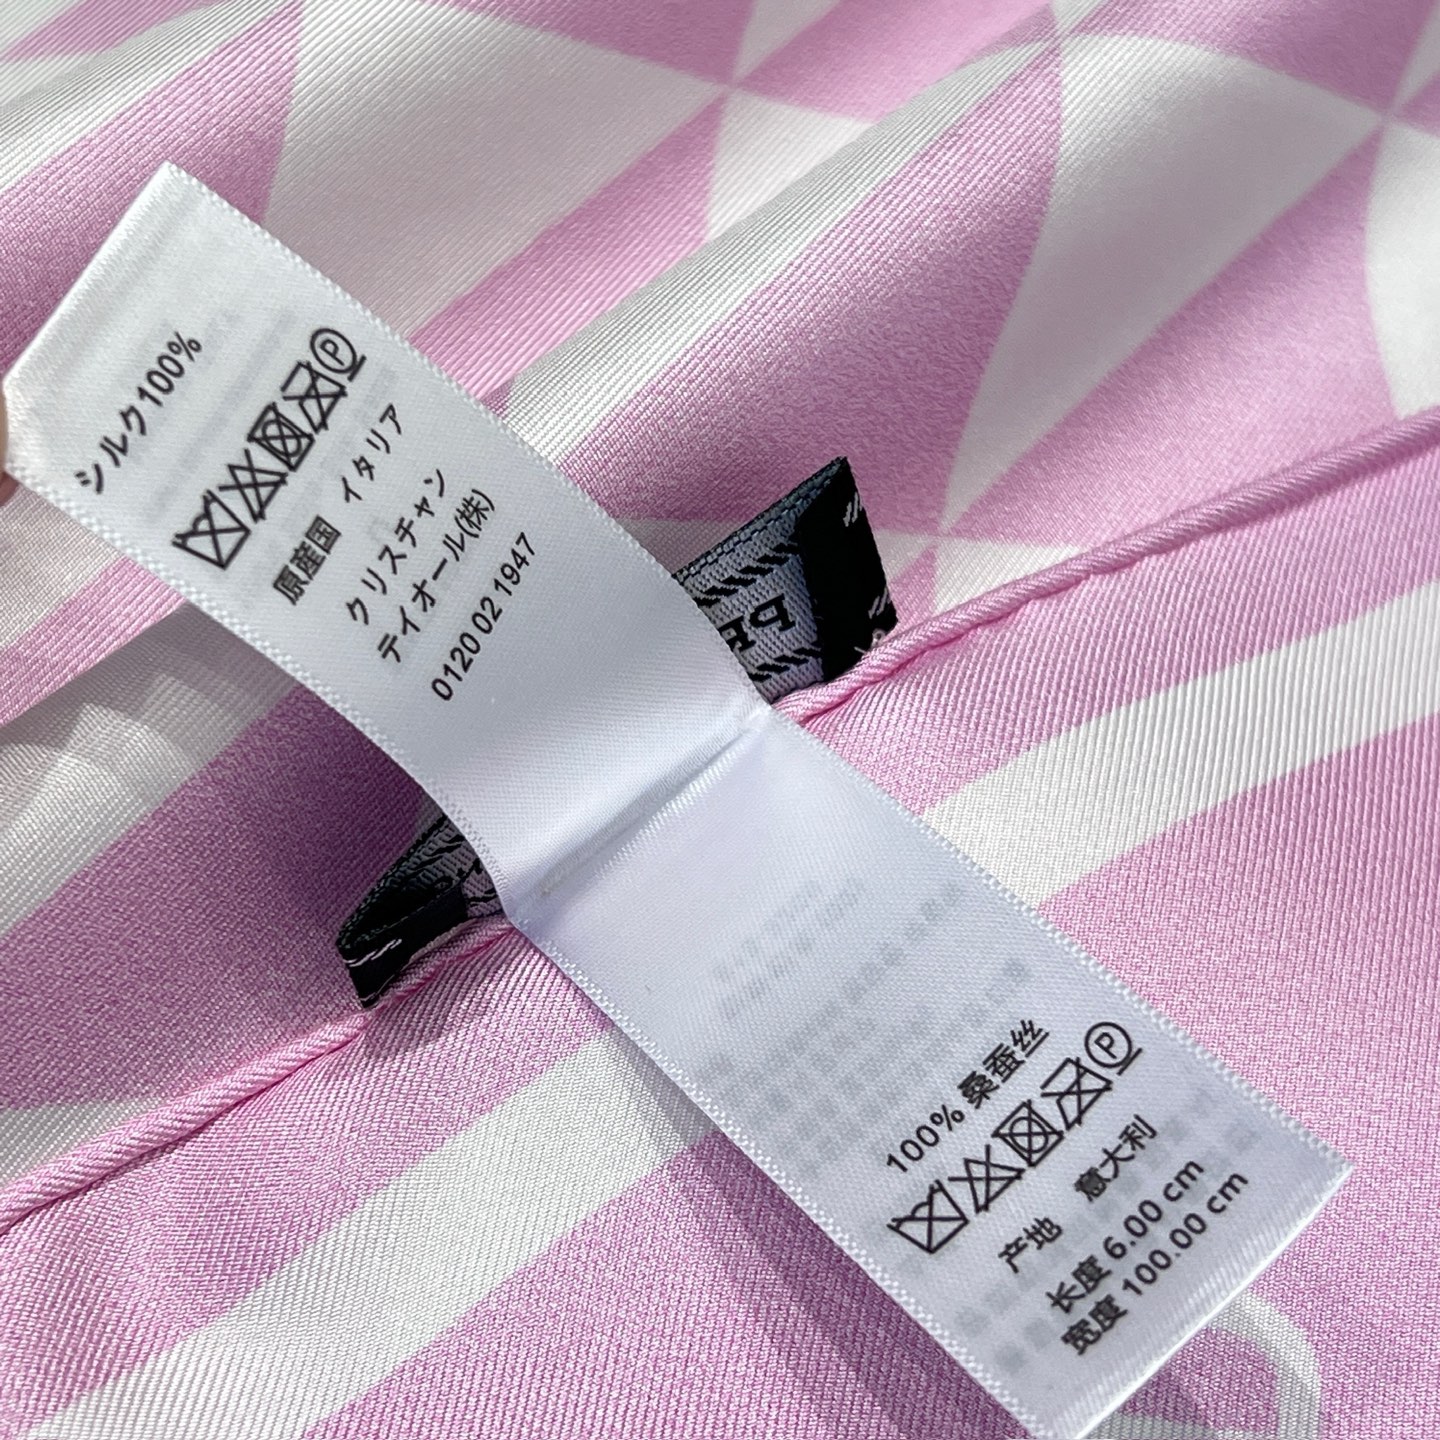 シルク100%
P
原産国 イタリア
クリスチャン
デイオール(株)
0120 02 1947
100% 桑蚕丝
P
产地 意大利
长度 6.00 cm
宽度 100.00 cm